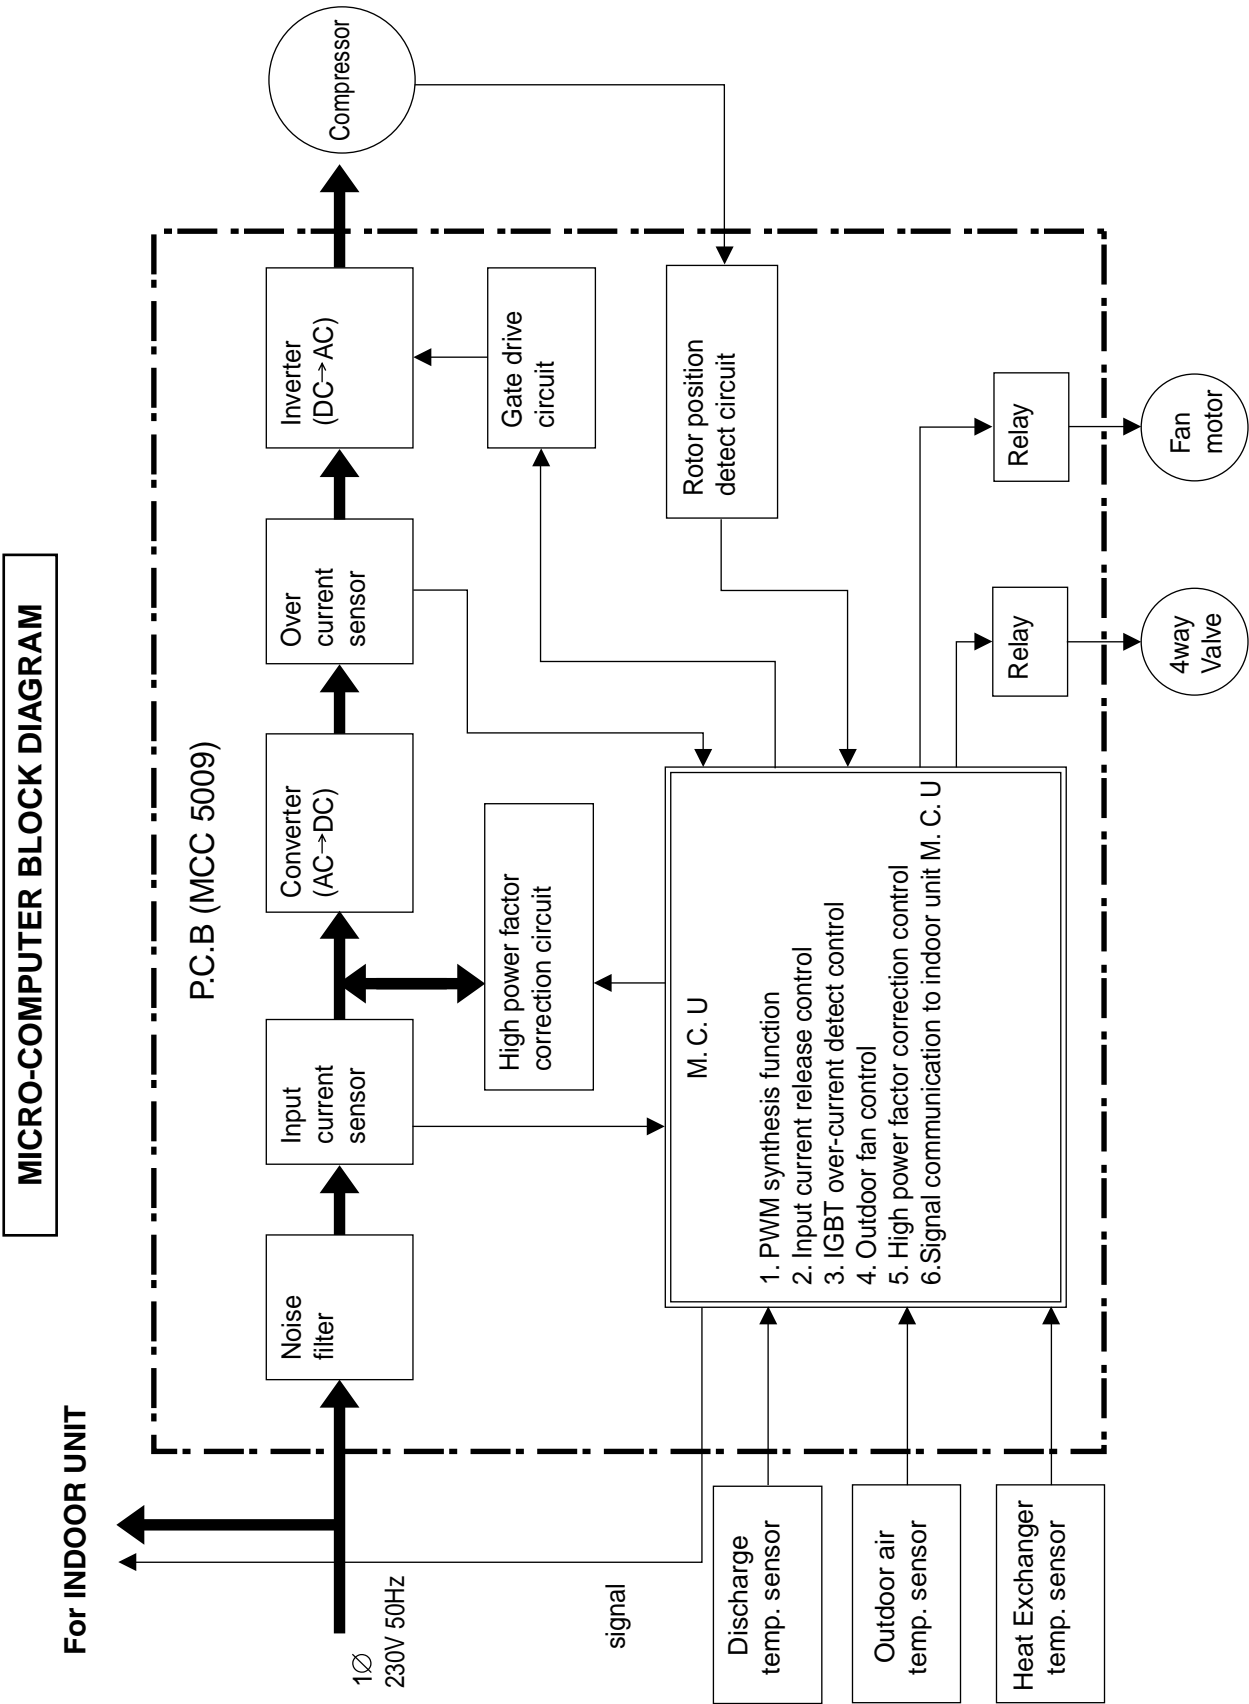 MICRO-COMPUTER BLOCK DIAGRAM
For INDOOR UNIT
P.C.B (MCC 5009)
1∅
230V 50Hz
Noise
filter
Input
current
sensor
Converter
(AC→DC)
Over
current
sensor
Inverter
(DC→AC)
Compressor
High power factor
correction circuit
Gate drive
circuit
signal
Rotor position
detect circuit
M. C. U
1. PWM synthesis function
2. Input current release control
3. IGBT over-current detect control
4. Outdoor fan control
5. High power factor correction control
6.Signal communication to indoor unit M. C. U
Discharge
temp. sensor
Outdoor air
temp. sensor
Heat Exchanger
temp. sensor
Relay
Relay
4way
Valve
Fan
motor